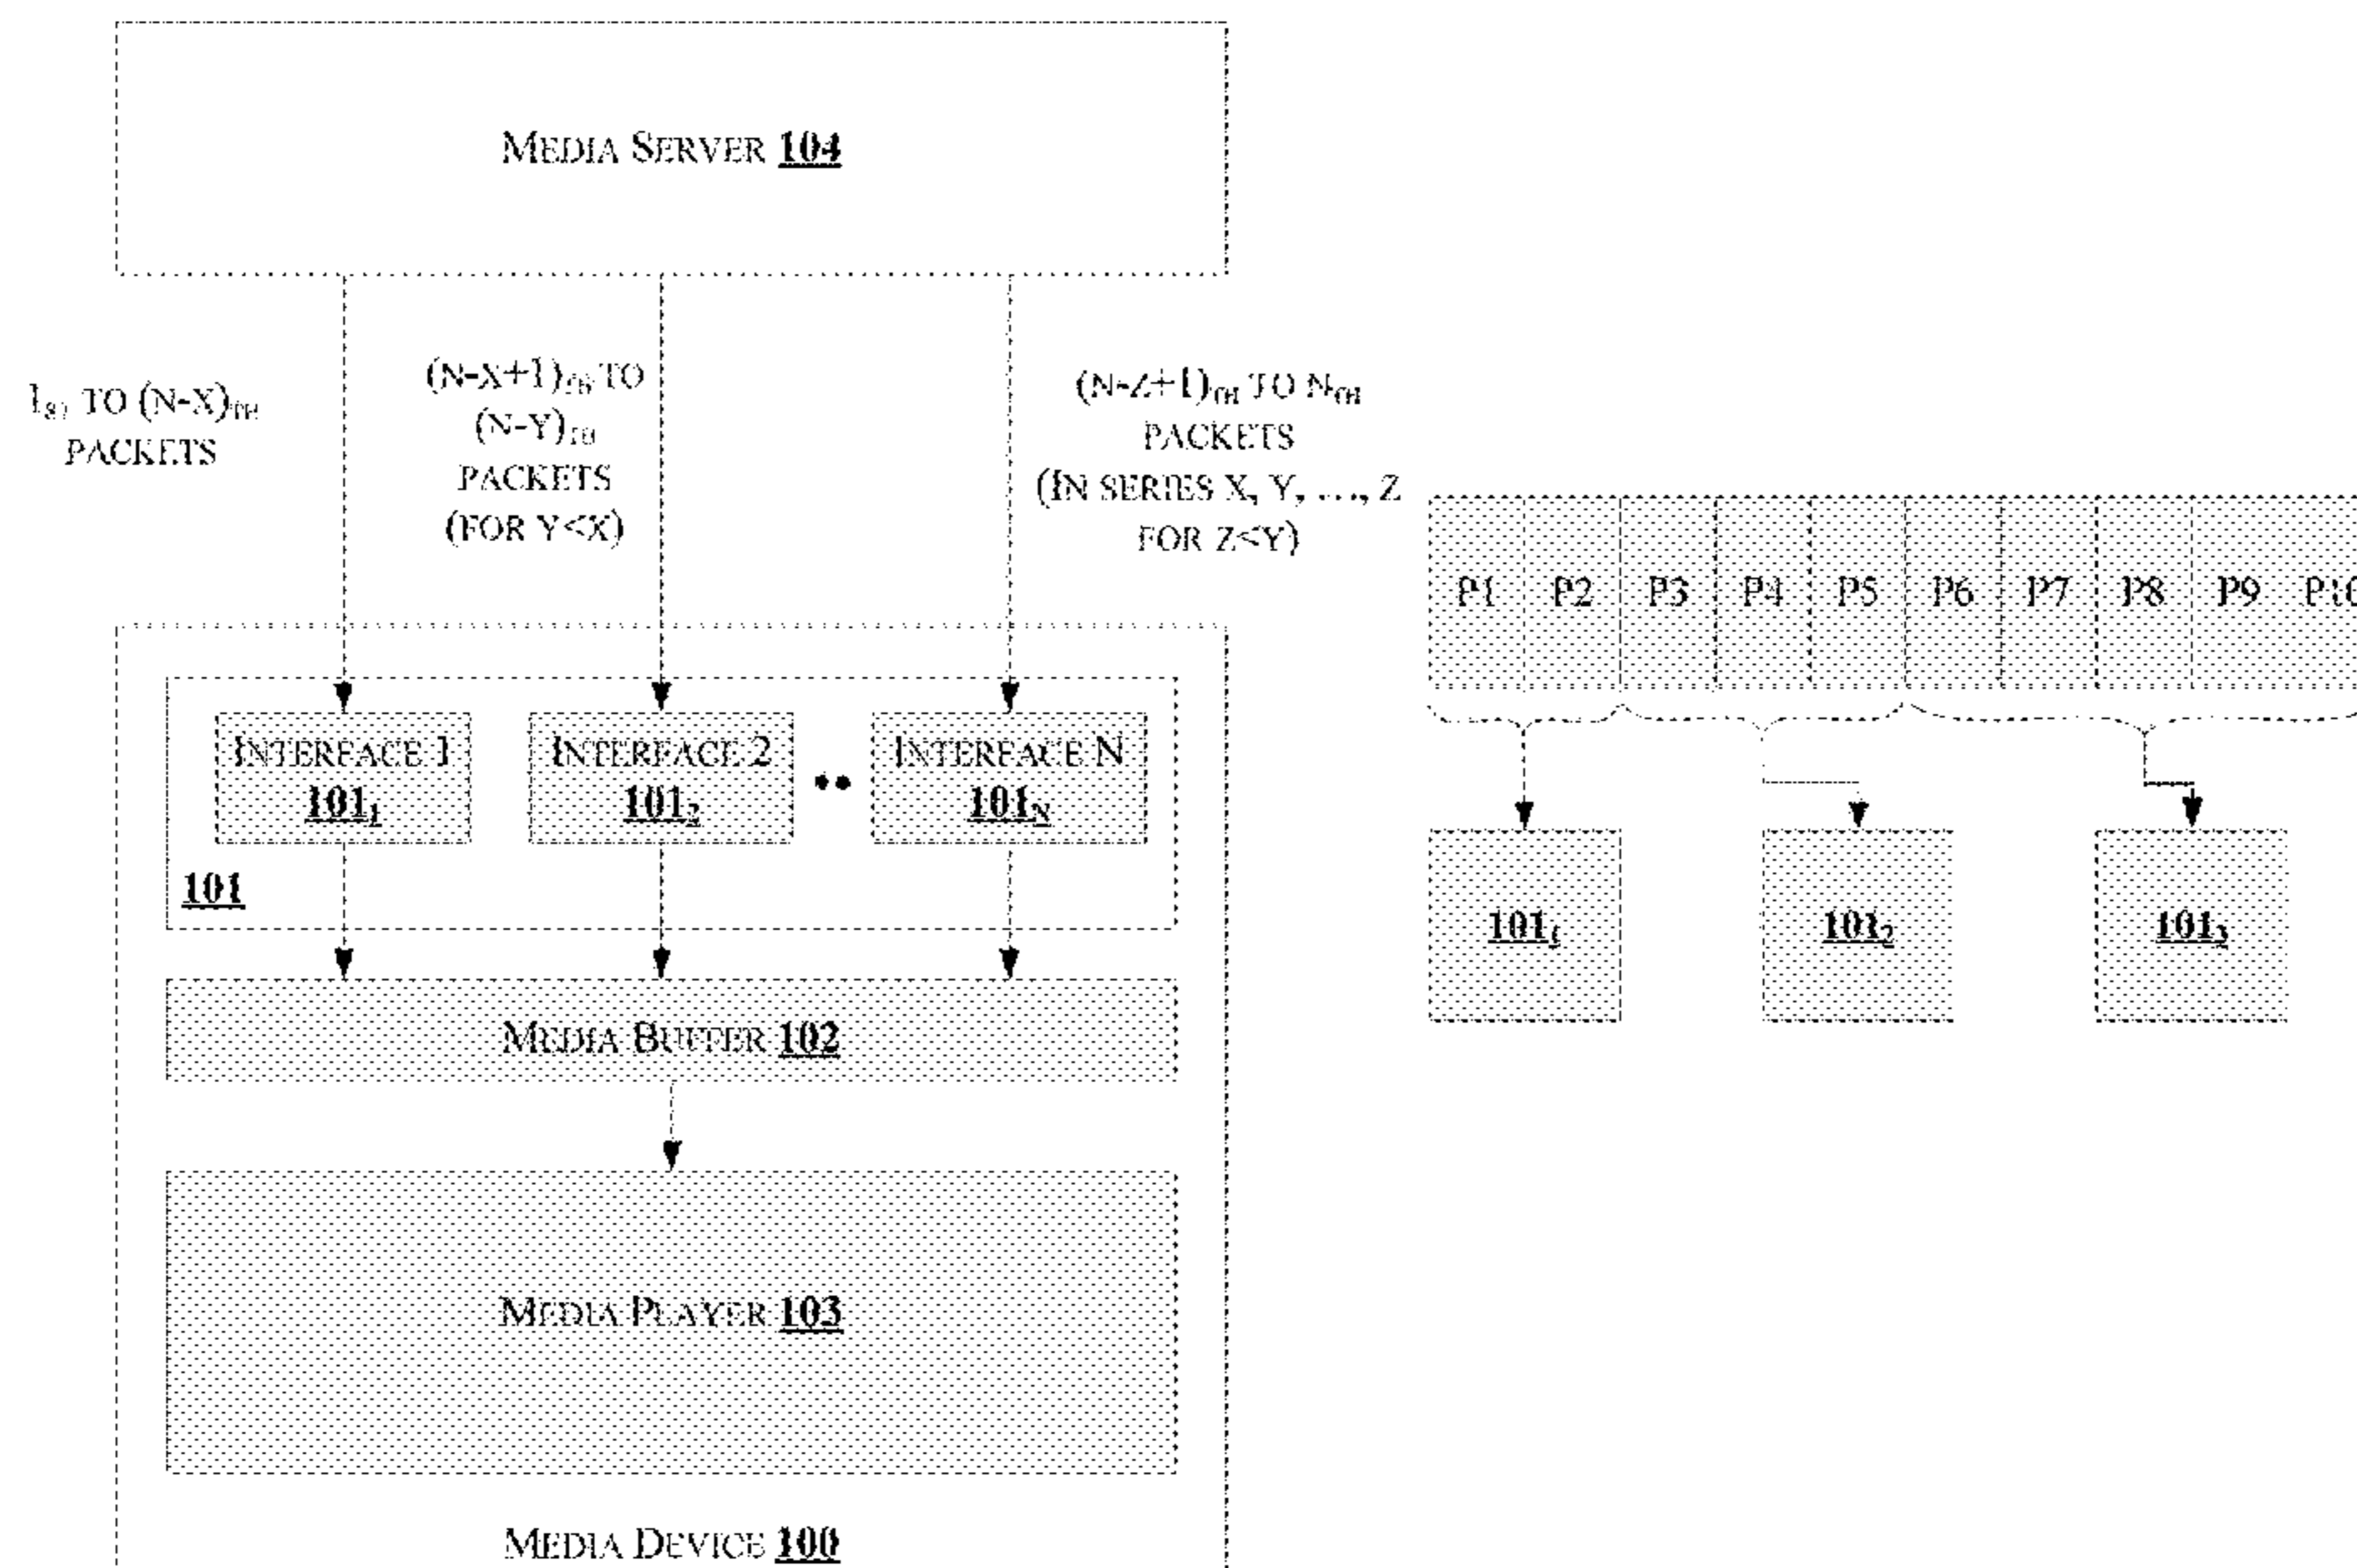 MEDIA SERVER 104
1ST TO (N-X)TH
PACKETS
(N-X+1)TH TO
(N-Y)TH
PACKETS
(FOR Y<X)
(N-Z+1)TH TO NTH
PACKETS
(IN SERIES X, Y, …, Z
FOR Z<Y)
INTERFACE 1
101₁
INTERFACE 2
101₂
INTERFACE N
101N
101
MEDIA BUFFER 102
MEDIA PLAYER 103
MEDIA DEVICE 100
P1 P2 P3 P4 P5 P6 P7 P8 P9 P10
101₁ 101₂ 101₃